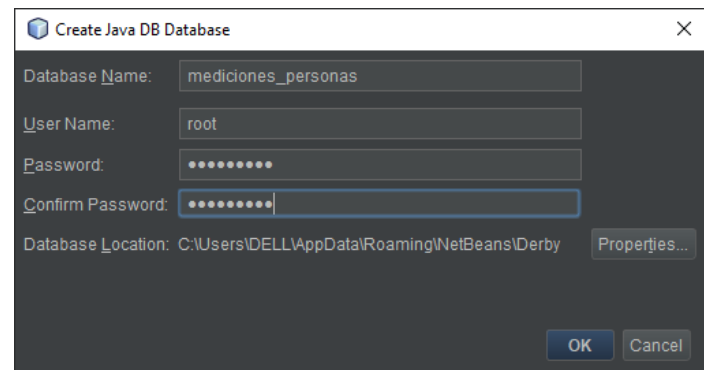 Create Java DB Database
Database Name: mediciones_personas
User Name: root
Password: ●●●●●●●●●
Confirm Password: ●●●●●●●●●
Database Location: C:\Users\DELL\AppData\Roaming\NetBeans\Derby Properties...
OK Cancel